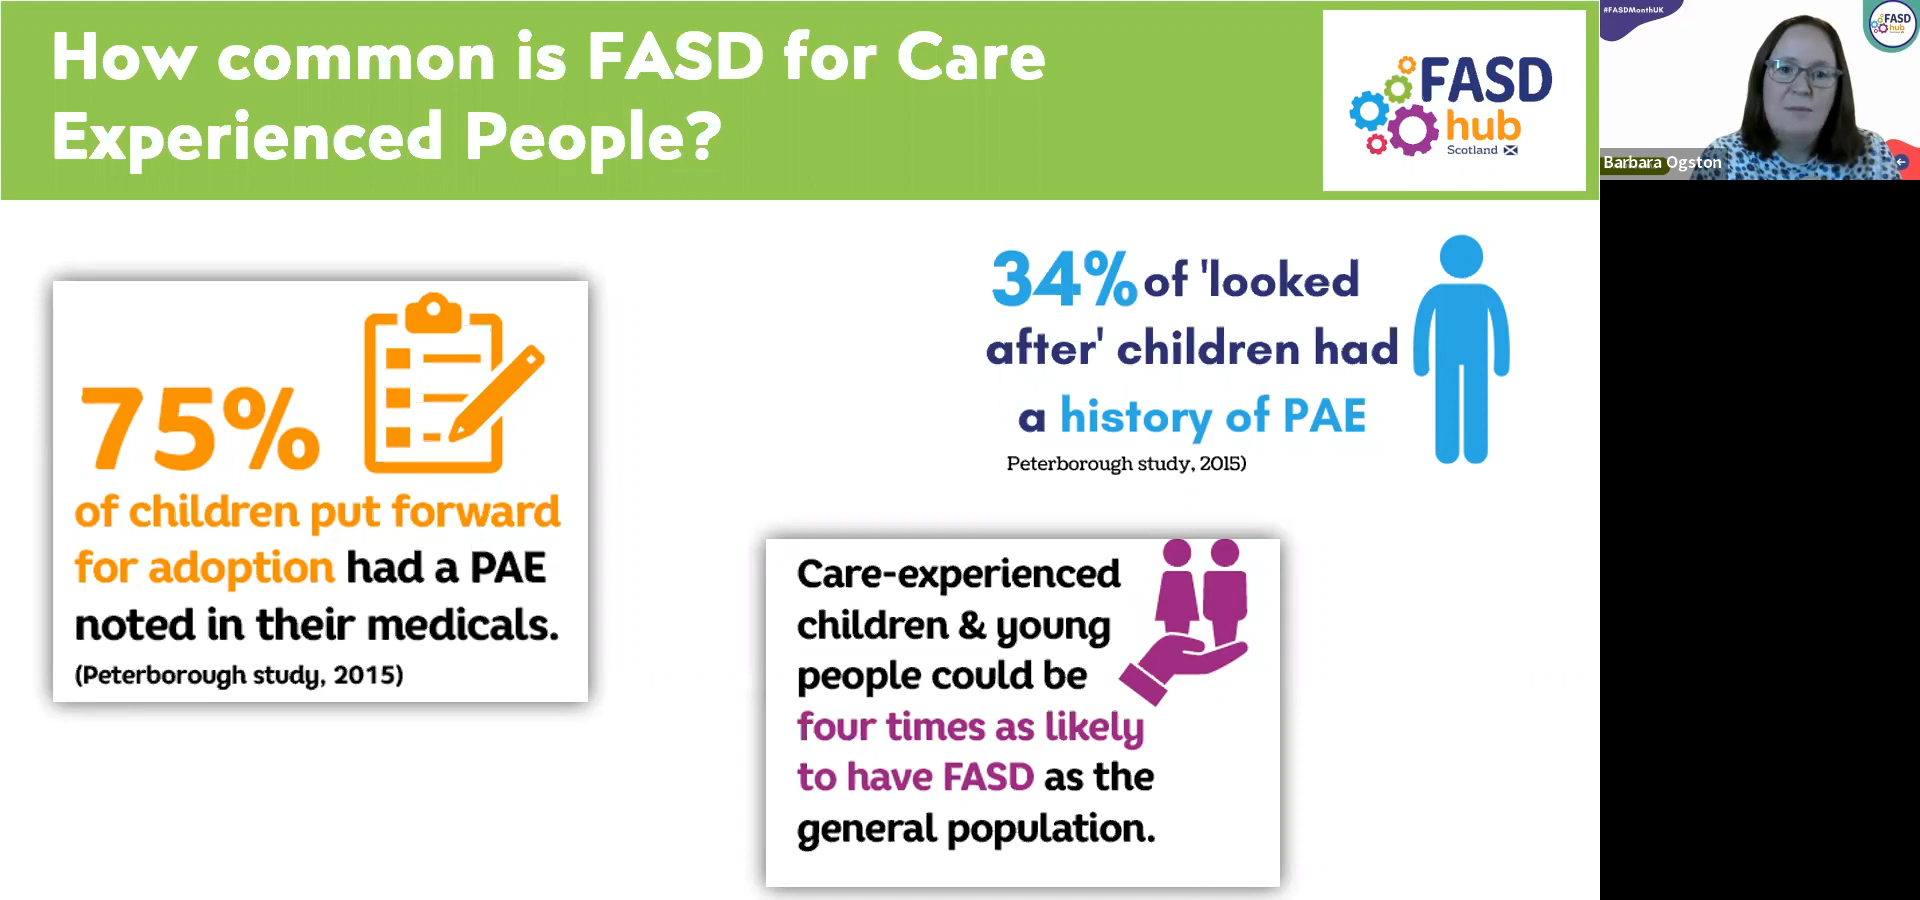 How common is FASD for Care
Experienced People?
FASD
hub
Scotland
#FASDMonthUK
FASD
hub
Barbara Ogston
75%
of children put forward
for adoption had a PAE
noted in their medicals.
(Peterborough study, 2015)
34% of 'looked
after' children had
a history of PAE
Peterborough study, 2015)
Care-experienced
children & young
people could be
four times as likely
to have FASD as the
general population.